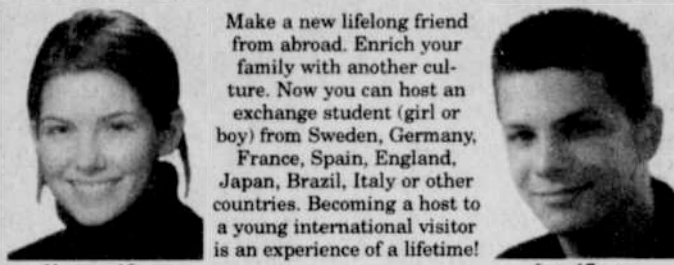 Make a new lifelong friend
from abroad. Enrich your
family with another cul-
ture. Now you can host an
exchange student (girl or
boy) from Sweden, Germany,
France, Spain, England,
Japan, Brazil, Italy or other
countries. Becoming a host to
a young international visitor
is an experience of a lifetime!